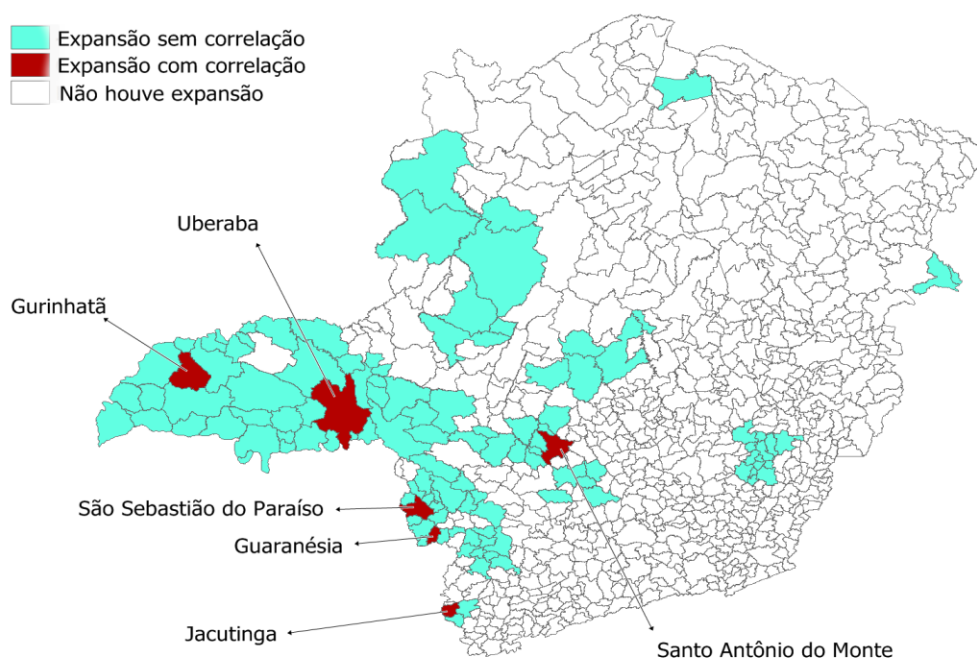 Expansão sem correlação
Expansão com correlação
Não houve expansão
Uberaba
Gurinhatã
São Sebastião do Paraíso
Guaranésia
Jacutinga
Santo Antônio do Monte